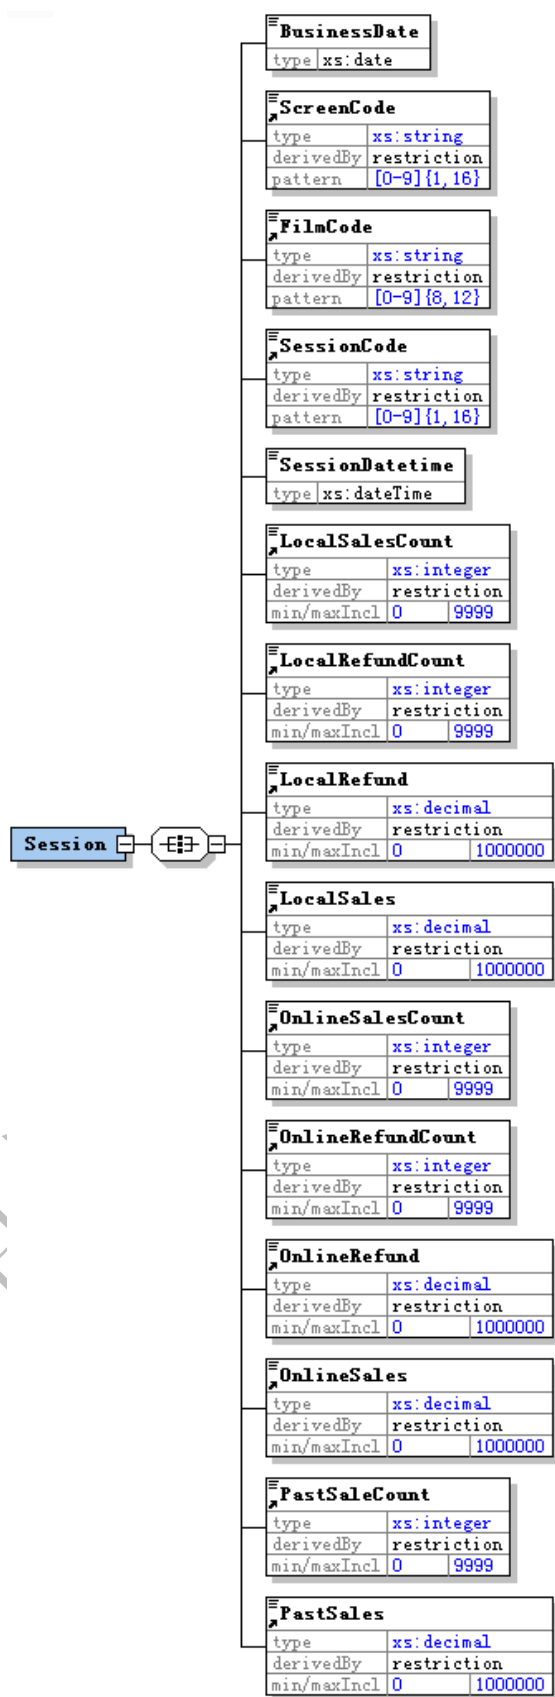 BusinessDate
type xs:date
ScreenCode
type xs:string
derivedBy restriction
pattern [0-9]{1,16}
FilmCode
type xs:string
derivedBy restriction
pattern [0-9]{8,12}
SessionCode
type xs:string
derivedBy restriction
pattern [0-9]{1,16}
SessionDatetime
type xs:dateTime
LocalSalesCount
type xs:integer
derivedBy restriction
min/maxIncl 0 9999
LocalRefundCount
type xs:integer
derivedBy restriction
min/maxIncl 0 9999
LocalRefund
type xs:decimal
derivedBy restriction
min/maxIncl 0 1000000
Session
LocalSales
type xs:decimal
derivedBy restriction
min/maxIncl 0 1000000
OnlineSalesCount
type xs:integer
derivedBy restriction
min/maxIncl 0 9999
OnlineRefundCount
type xs:integer
derivedBy restriction
min/maxIncl 0 9999
OnlineRefund
type xs:decimal
derivedBy restriction
min/maxIncl 0 1000000
OnlineSales
type xs:decimal
derivedBy restriction
min/maxIncl 0 1000000
PastSaleCount
type xs:integer
derivedBy restriction
min/maxIncl 0 9999
PastSales
type xs:decimal
derivedBy restriction
min/maxIncl 0 1000000